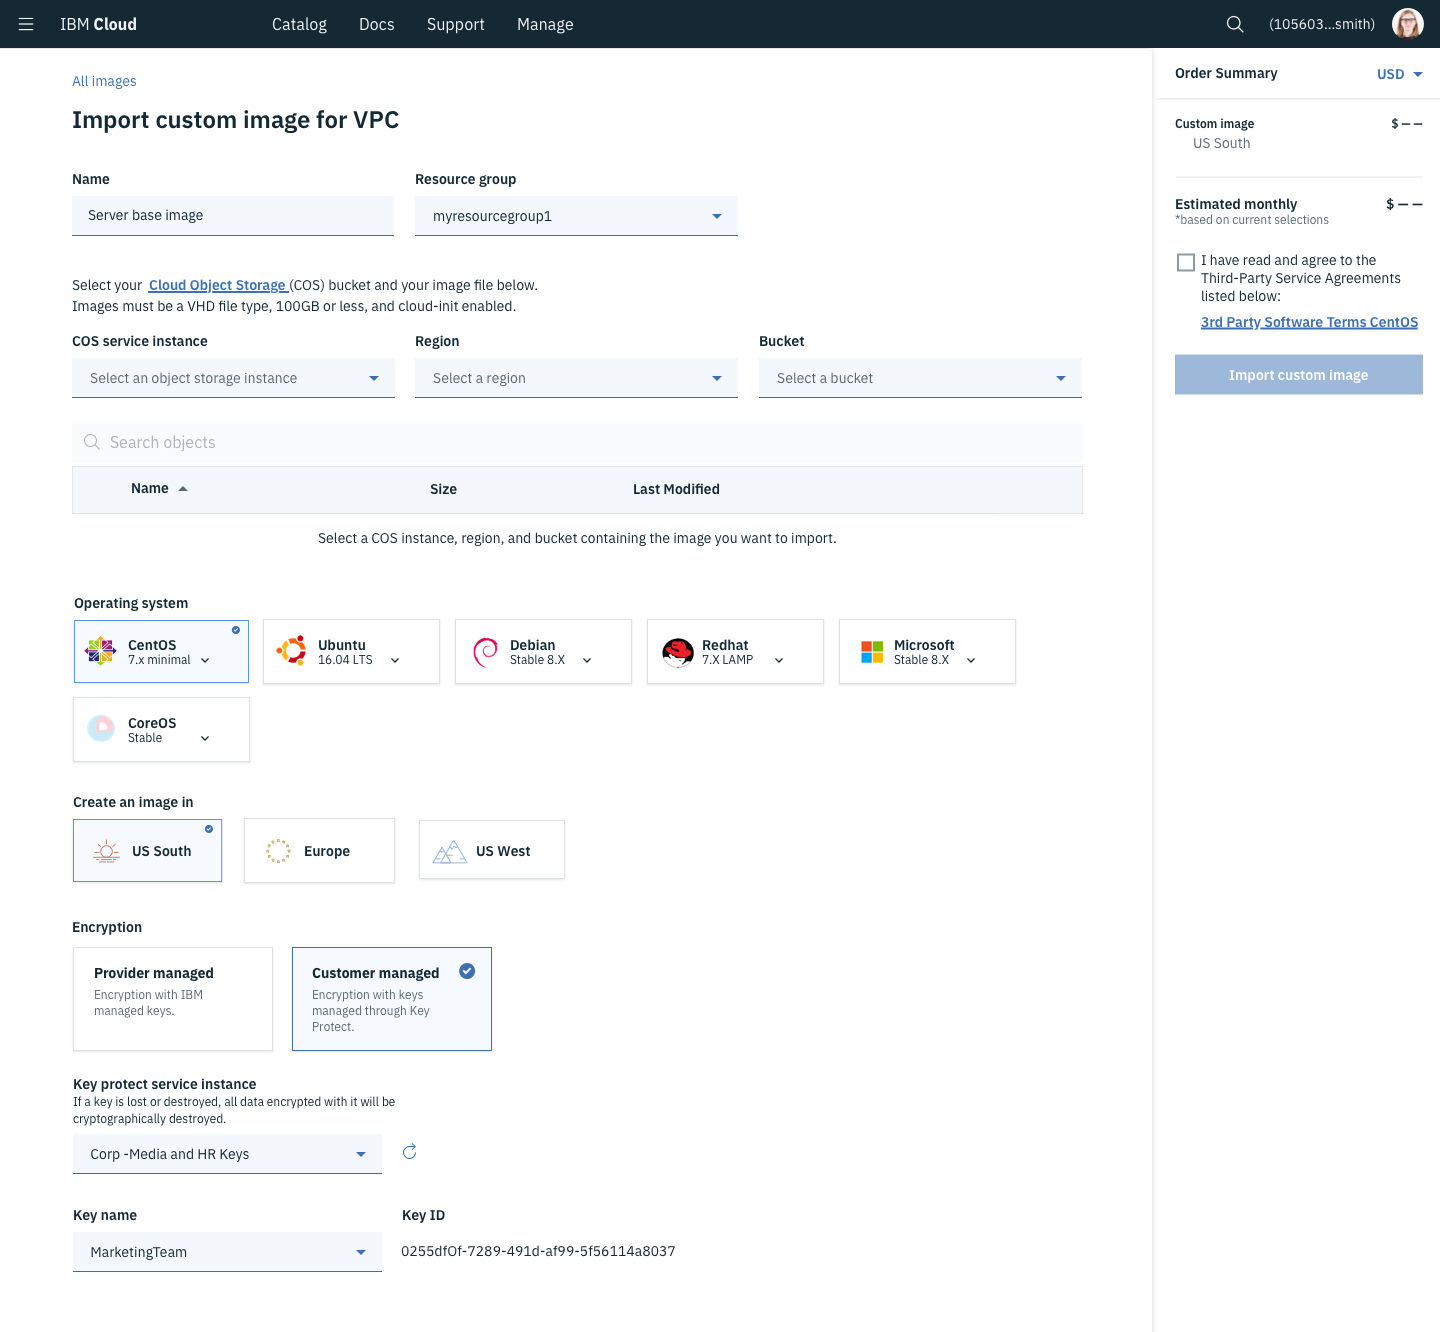 IBM Cloud
Catalog
Docs
Support
Manage
(105603...smith)
All images
Import custom image for VPC
Name
Resource group
Server base image
myresourcegroup1
Select your Cloud Object Storage (COS) bucket and your image file below.
Images must be a VHD file type, 100GB or less, and cloud-init enabled.
COS service instance
Region
Bucket
Select an object storage instance
Select a region
Select a bucket
Search objects
Name
Size
Last Modified
Select a COS instance, region, and bucket containing the image you want to import.
Operating system
CentOS
7.x minimal
Ubuntu
16.04 LTS
Debian
Stable 8.X
Redhat
7.X LAMP
Microsoft
Stable 8.X
CoreOS
Stable
Create an image in
US South
Europe
US West
Encryption
Provider managed
Encryption with IBM
managed keys.
Customer managed
Encryption with keys
managed through Key
Protect.
Key protect service instance
If a key is lost or destroyed, all data encrypted with it will be
cryptographically destroyed.
Corp -Media and HR Keys
Key name
Key ID
MarketingTeam
0255dfOf-7289-491d-af99-5f56114a8037
Order Summary
USD
Custom image
$ – –
US South
Estimated monthly
$ – –
*based on current selections
I have read and agree to the
Third-Party Service Agreements
listed below:
3rd Party Software Terms CentOS
Import custom image